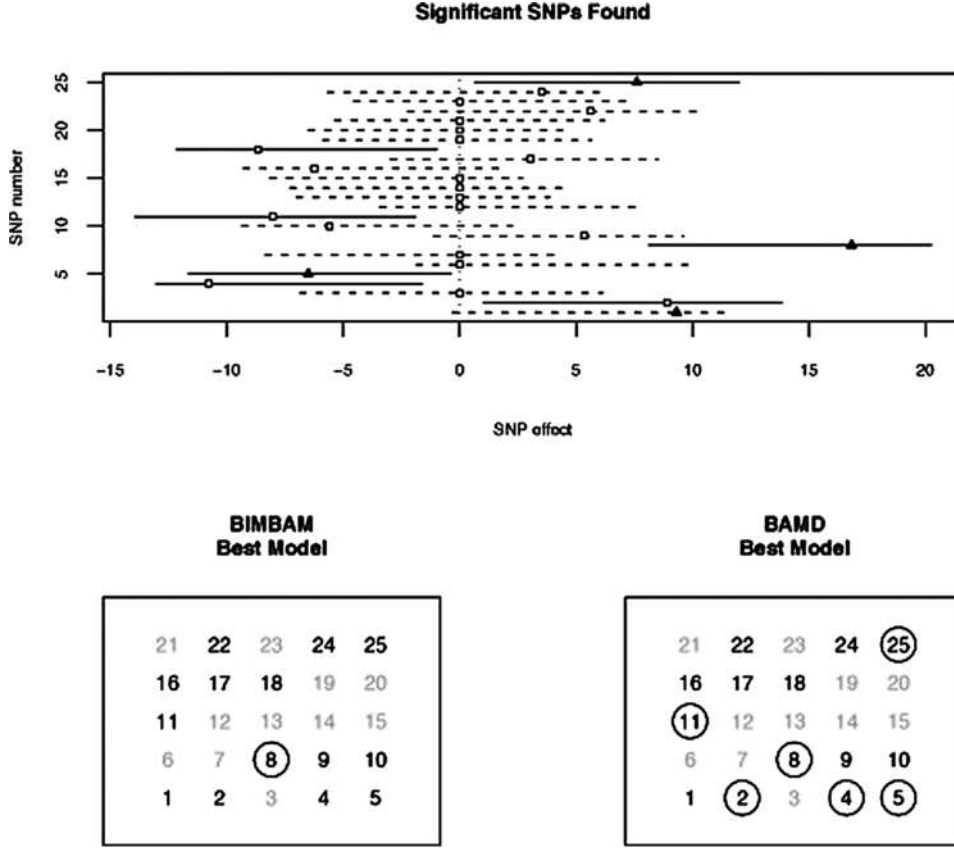 Significant SNPs Found
25
20
15
10
5
SNP number
-15 -10 -5 0 5 10 15 20
SNP effect
BIMBAM
Best Model
21 22 23 24 25
16 17 18 19 20
11 12 13 14 15
6 7 8 9 10
1 2 3 4 5
BAMD
Best Model
21 22 23 24 25
16 17 18 19 20
11 12 13 14 15
6 7 8 9 10
1 2 3 4 5